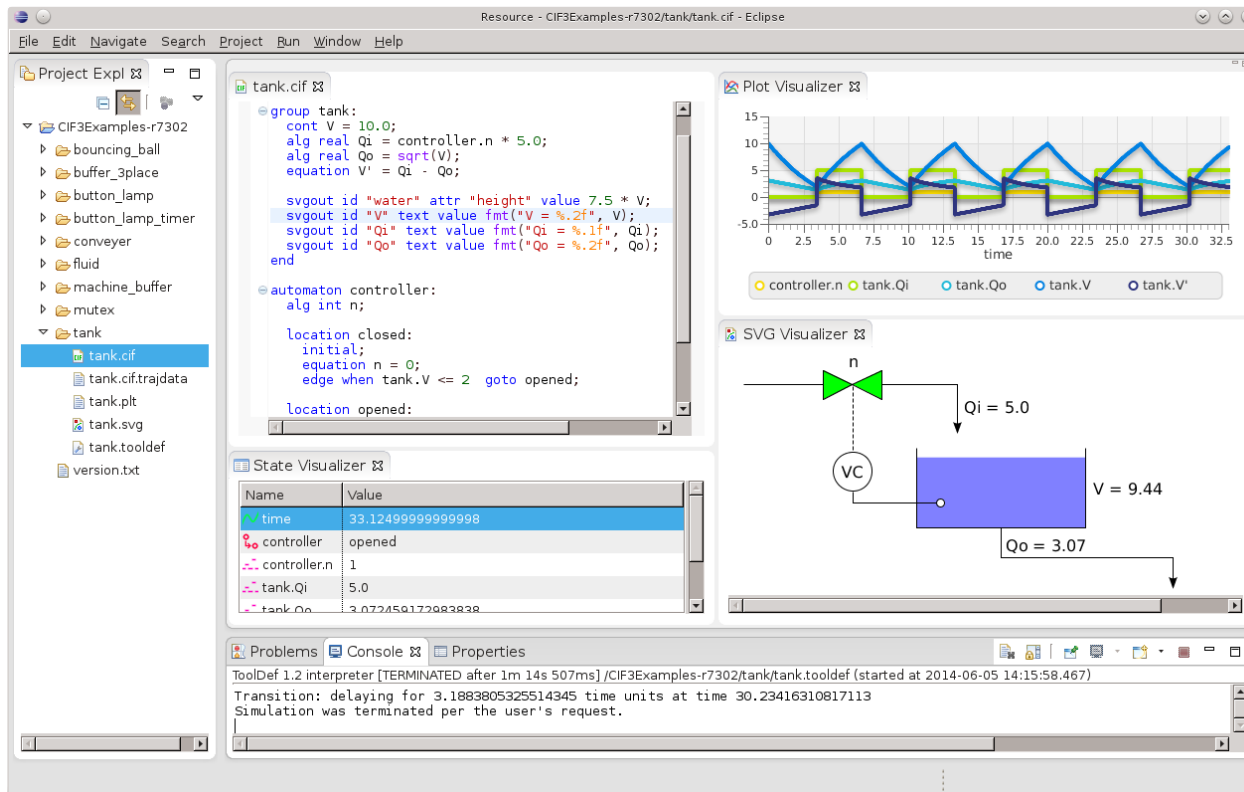 Resource - CIF3Examples-r7302/tank/tank.cif - Eclipse
File Edit Navigate Search Project Run Window Help
Project Expl
CIF3Examples-r7302
bouncing_ball
buffer_3place
button_lamp
button_lamp_timer
conveyer
fluid
machine_buffer
mutex
tank
tank.cif
tank.cif.trajdata
tank.plt
tank.svg
tank.tooldef
version.txt
tank.cif
group tank:
cont V = 10.0;
alg real Qi = controller.n * 5.0;
alg real Qo = sqrt(V);
equation V' = Qi - Qo;
svgout id "water" attr "height" value 7.5 * V;
svgout id "V" text value fmt("V = %.2f", V);
svgout id "Qi" text value fmt("Qi = %.1f", Qi);
svgout id "Qo" text value fmt("Qo = %.2f", Qo);
end
automaton controller:
alg int n;
location closed:
initial;
equation n = 0;
edge when tank.V <= 2 goto opened;
location opened:
State Visualizer
Name Value
time 33.12499999999998
controller opened
controller.n 1
tank.Qi 5.0
tank.Qo 3.072459172983838
Plot Visualizer
15
10
5
0
-5.0
0 2.5 5.0 7.5 10.0 12.5 15.0 17.5 20.0 22.5 25.0 27.5 30.0 32.5
time
controller.n tank.Qi tank.Qo tank.V tank.V'
SVG Visualizer
n
Qi = 5.0
VC
V = 9.44
Qo = 3.07
Problems Console Properties
ToolDef 1.2 interpreter [TERMINATED after 1m 14s 507ms] /CIF3Examples-r7302/tank/tank.tooldef (started at 2014-06-05 14:15:58.467)
Transition: delaying for 3.1883805325514345 time units at time 30.23416310817113
Simulation was terminated per the user's request.